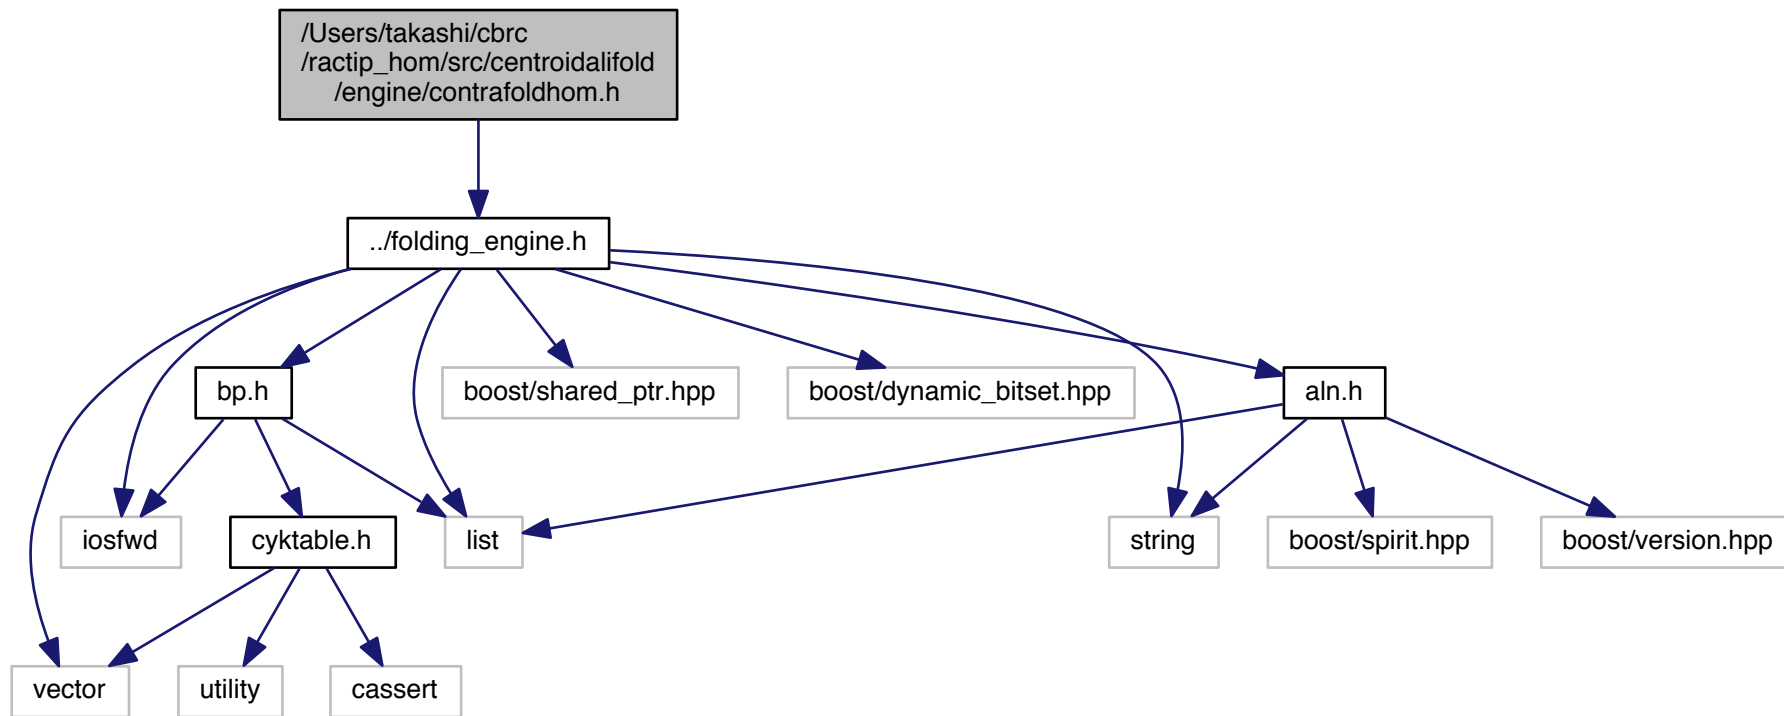 /Users/takashi/cbrc
/ractip_hom/src/centroidalifold
/engine/contrafoldhom.h
../folding_engine.h
bp.h
boost/shared_ptr.hpp
boost/dynamic_bitset.hpp
aln.h
iosfwd
cyktable.h
list
string
boost/spirit.hpp
boost/version.hpp
vector
utility
cassert